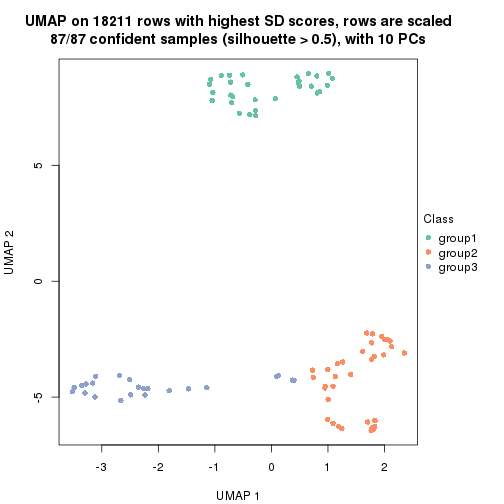 UMAP on 18211 rows with highest SD scores, rows are scaled
87/87 confident samples (silhouette > 0.5), with 10 PCs
5
0
-5
UMAP 2
-3
-2
-1
0
1
2
UMAP 1
Class
group1
group2
group3